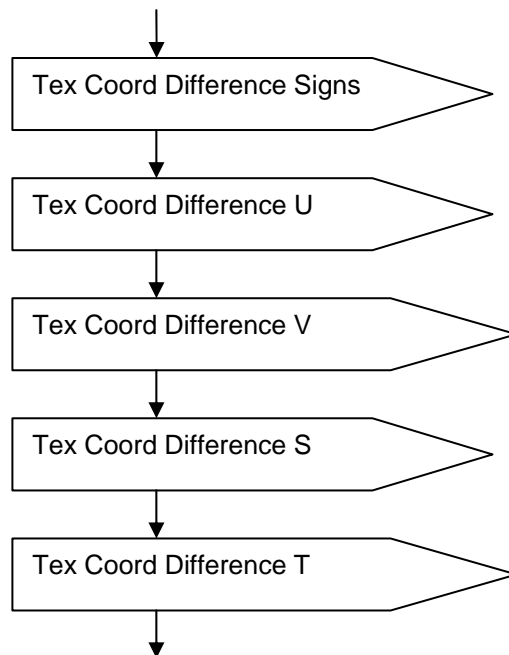 Tex Coord Difference Signs
Tex Coord Difference U
Tex Coord Difference V
Tex Coord Difference S
Tex Coord Difference T